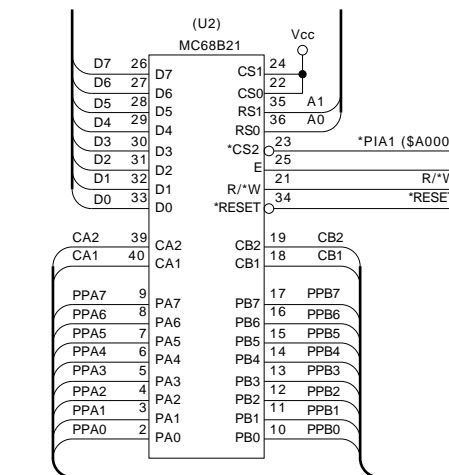 (U2)
MC68B21
Vcc
D7 26 D7 CS1 24
D6 27 D6 CS0 22
D5 28 D5 RS1 35 A1
D4 29 D4 RS0 36 A0
D3 30 D3 *CS2 23 *PIA1 ($A000
D2 31 D2 E 25
D1 32 D1 R/*W 21 R/*W
D0 33 D0 *RESET 34 *RESET
CA2 39 CA2 CB2 19 CB2
CA1 40 CA1 CB1 18 CB1
PPA7 9 PA7 PB7 17 PPB7
PPA6 8 PA6 PB6 16 PPB6
PPA5 7 PA5 PB5 15 PPB5
PPA4 6 PA4 PB4 14 PPB4
PPA3 5 PA3 PB3 13 PPB3
PPA2 4 PA2 PB2 12 PPB2
PPA1 3 PA1 PB1 11 PPB1
PPA0 2 PA0 PB0 10 PPB0